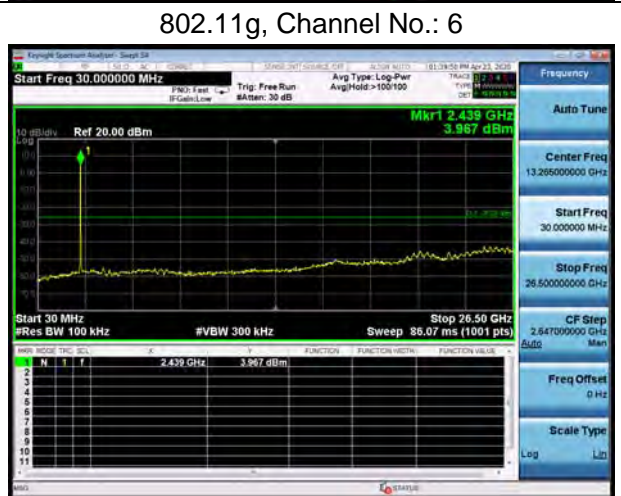 802.11g, Channel No.: 6
Keysight Spectrum Analyzer - Swept SA
01:39:50 PM Apr 23, 2020
Start Freq 30.000000 MHz
PNO: Fast
IFGain:Low
Trig: Free Run
#Atten: 30 dB
Avg Type: Log-Pwr
Avg|Hold:>100/100
TRACE
TYPE
DET
Mkr1 2.439 GHz
3.967 dBm
10 dB/div
Log
Ref 20.00 dBm
1
Start 30 MHz
Stop 26.50 GHz
#Res BW 100 kHz
#VBW 300 kHz
Sweep 86.07 ms (1001 pts)
MKR MODE TRC SCL X Y FUNCTION FUNCTION WIDTH FUNCTION VALUE
1 N 1 f 2.439 GHz 3.967 dBm
2
3
4
5
6
7
8
9
10
11
MSG
STATUS
Frequency
Auto Tune
Center Freq
13.265000000 GHz
Start Freq
30.000000 MHz
Stop Freq
26.500000000 GHz
CF Step
2.647000000 GHz
Auto Man
Freq Offset
0 Hz
Scale Type
Log Lin